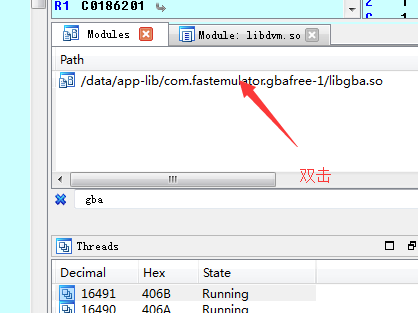 R1 C0186201
Z 1
C
Modules
Module: libdvm.so
Path
/data/app-lib/com.fastemulator.gbafree-1/libgba.so
双击
gba
Threads
Decimal Hex State
16491 406B Running
16490 406A Running